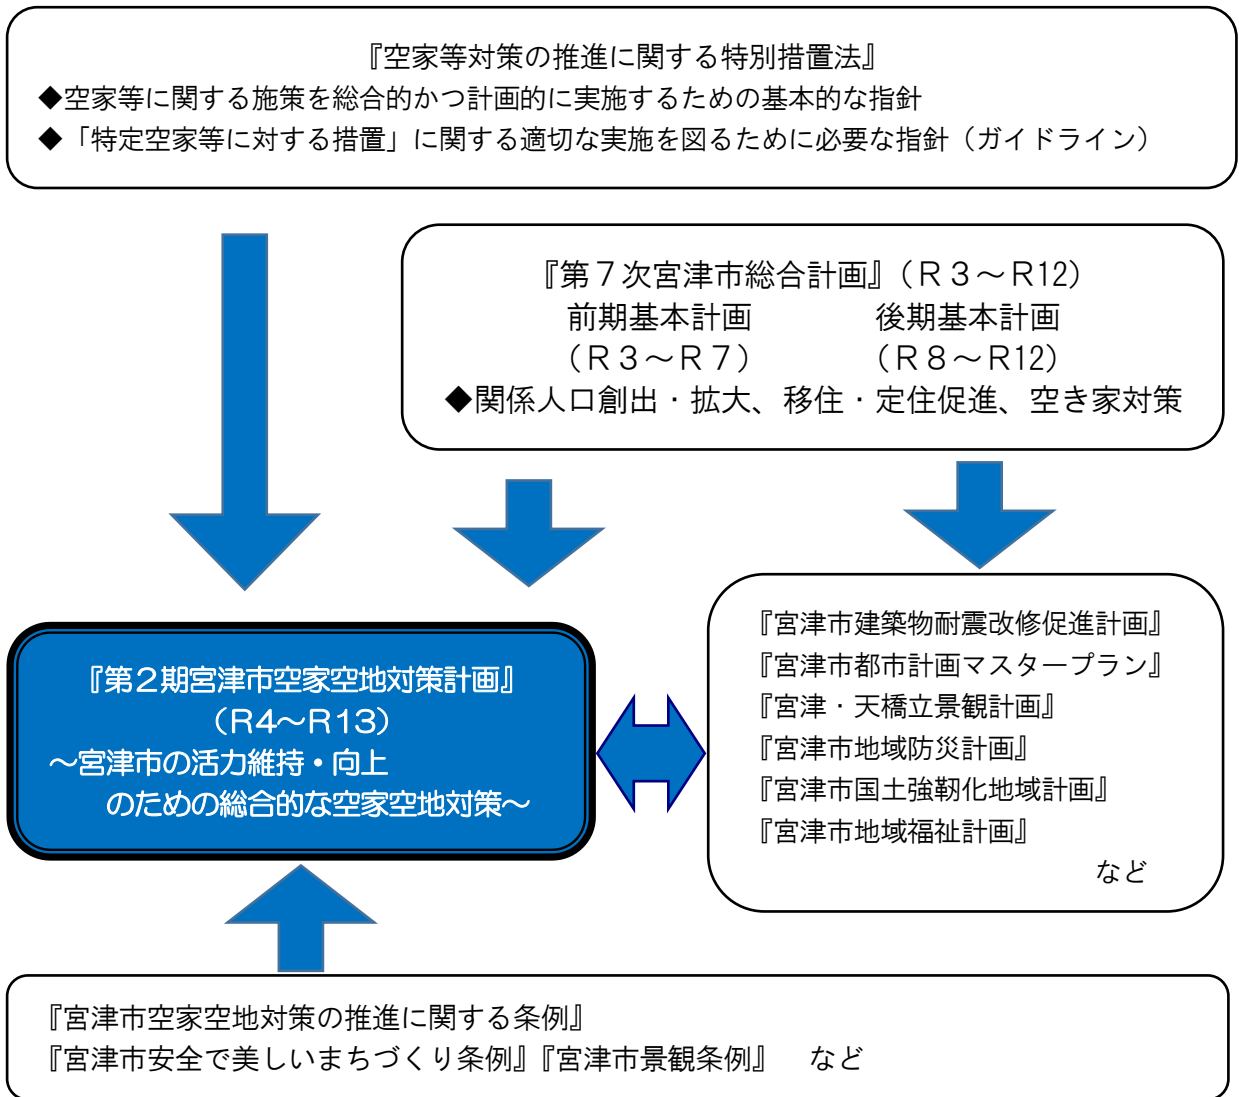 『空家等対策の推進に関する特別措置法』
◆空家等に関する施策を総合的かつ計画的に実施するための基本的な指針
◆「特定空家等に対する措置」に関する適切な実施を図るために必要な指針（ガイドライン）
『第７次宮津市総合計画』（Ｒ３～Ｒ12）
前期基本計画　　　　後期基本計画
（Ｒ３～Ｒ７）　　　（Ｒ８～Ｒ12）
◆関係人口創出・拡大、移住・定住促進、空き家対策
『第２期宮津市空家空地対策計画』
（R4～R13）
～宮津市の活力維持・向上
のための総合的な空家空地対策～
『宮津市建築物耐震改修促進計画』
『宮津市都市計画マスタープラン』
『宮津・天橋立景観計画』
『宮津市地域防災計画』
『宮津市国土強靭化地域計画』
『宮津市地域福祉計画』
など
『宮津市空家空地対策の推進に関する条例』
『宮津市安全で美しいまちづくり条例』『宮津市景観条例』　など